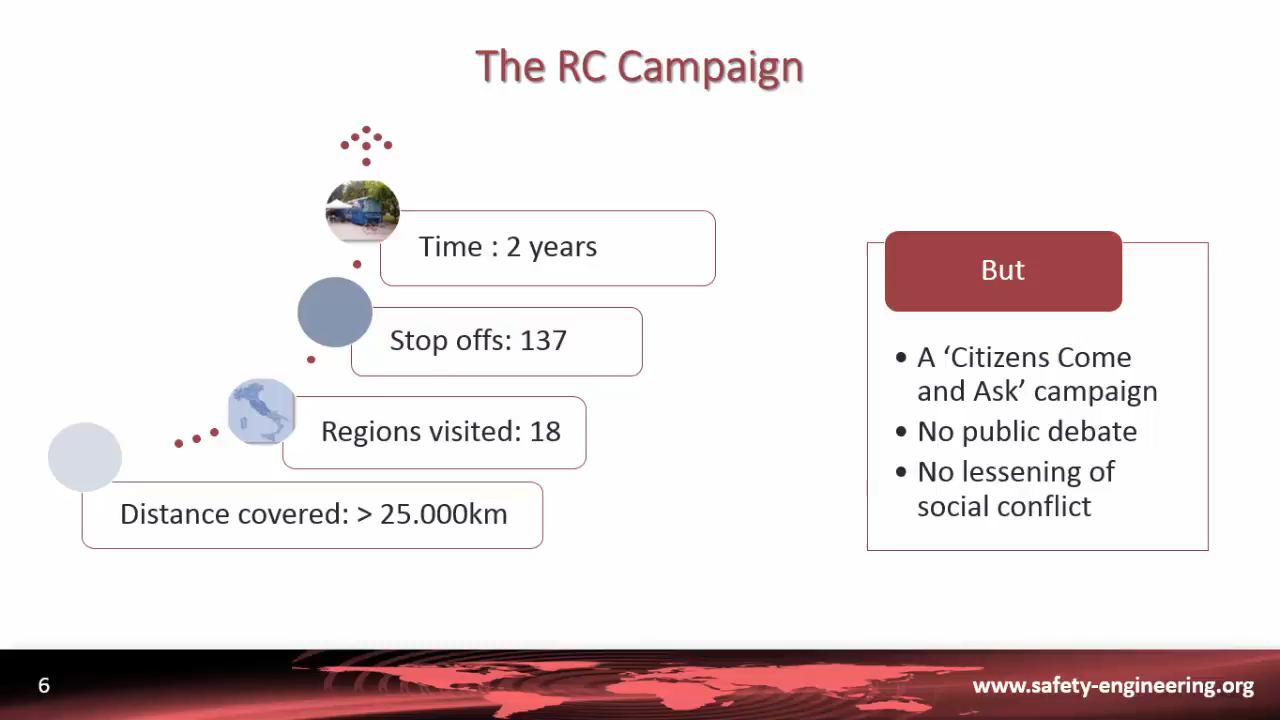 The RC Campaign
Time : 2 years
Stop offs: 137
Regions visited: 18
Distance covered: > 25.000km
But
• A ‘Citizens Come
and Ask’ campaign
• No public debate
• No lessening of
social conflict
6
www.safety-engineering.org